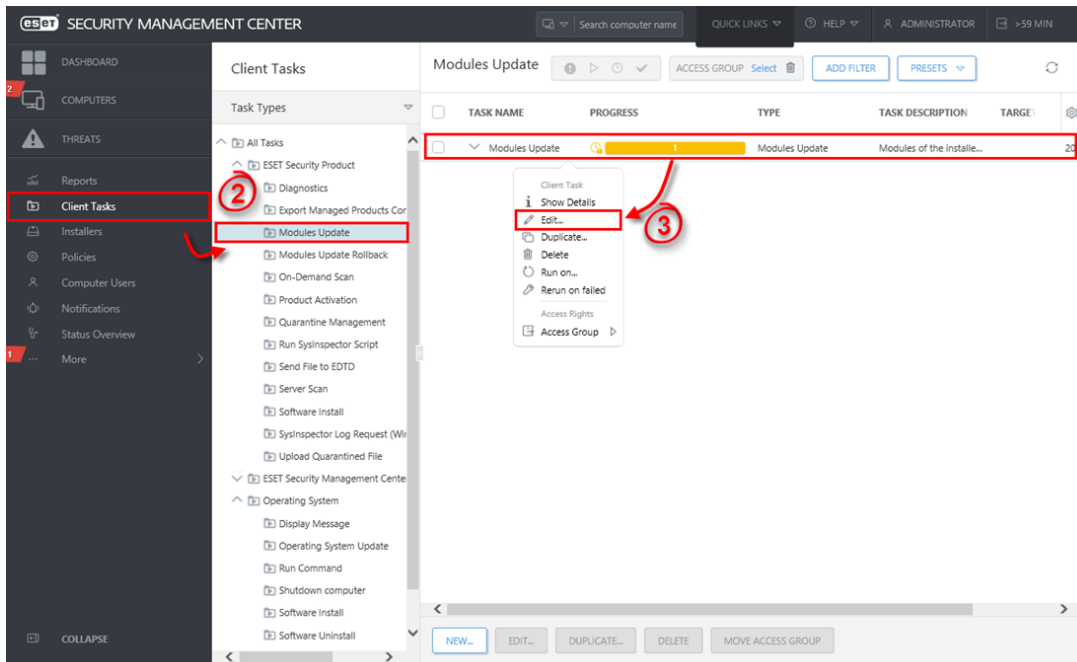 eset SECURITY MANAGEMENT CENTER
Search computer name
QUICK LINKS
HELP
ADMINISTRATOR
>59 MIN
DASHBOARD
2
COMPUTERS
THREATS
Reports
Client Tasks
Installers
Policies
Computer Users
Notifications
Status Overview
1
More
COLLAPSE
Client Tasks
Task Types
All Tasks
ESET Security Product
2
Diagnostics
Export Managed Products Cor
Modules Update
Modules Update Rollback
On-Demand Scan
Product Activation
Quarantine Management
Run SysInspector Script
Send File to EDTD
Server Scan
Software Install
SysInspector Log Request (Wir
Upload Quarantined File
ESET Security Management Cente
Operating System
Display Message
Operating System Update
Run Command
Shutdown computer
Software Install
Software Uninstall
Modules Update
ACCESS GROUP Select
ADD FILTER
PRESETS
TASK NAME PROGRESS TYPE TASK DESCRIPTION TARGET
Modules Update 1 Modules Update Modules of the installe... 20
Client Task
Show Details
Edit...
3
Duplicate...
Delete
Run on...
Rerun on failed
Access Rights
Access Group
NEW... EDIT... DUPLICATE... DELETE MOVE ACCESS GROUP